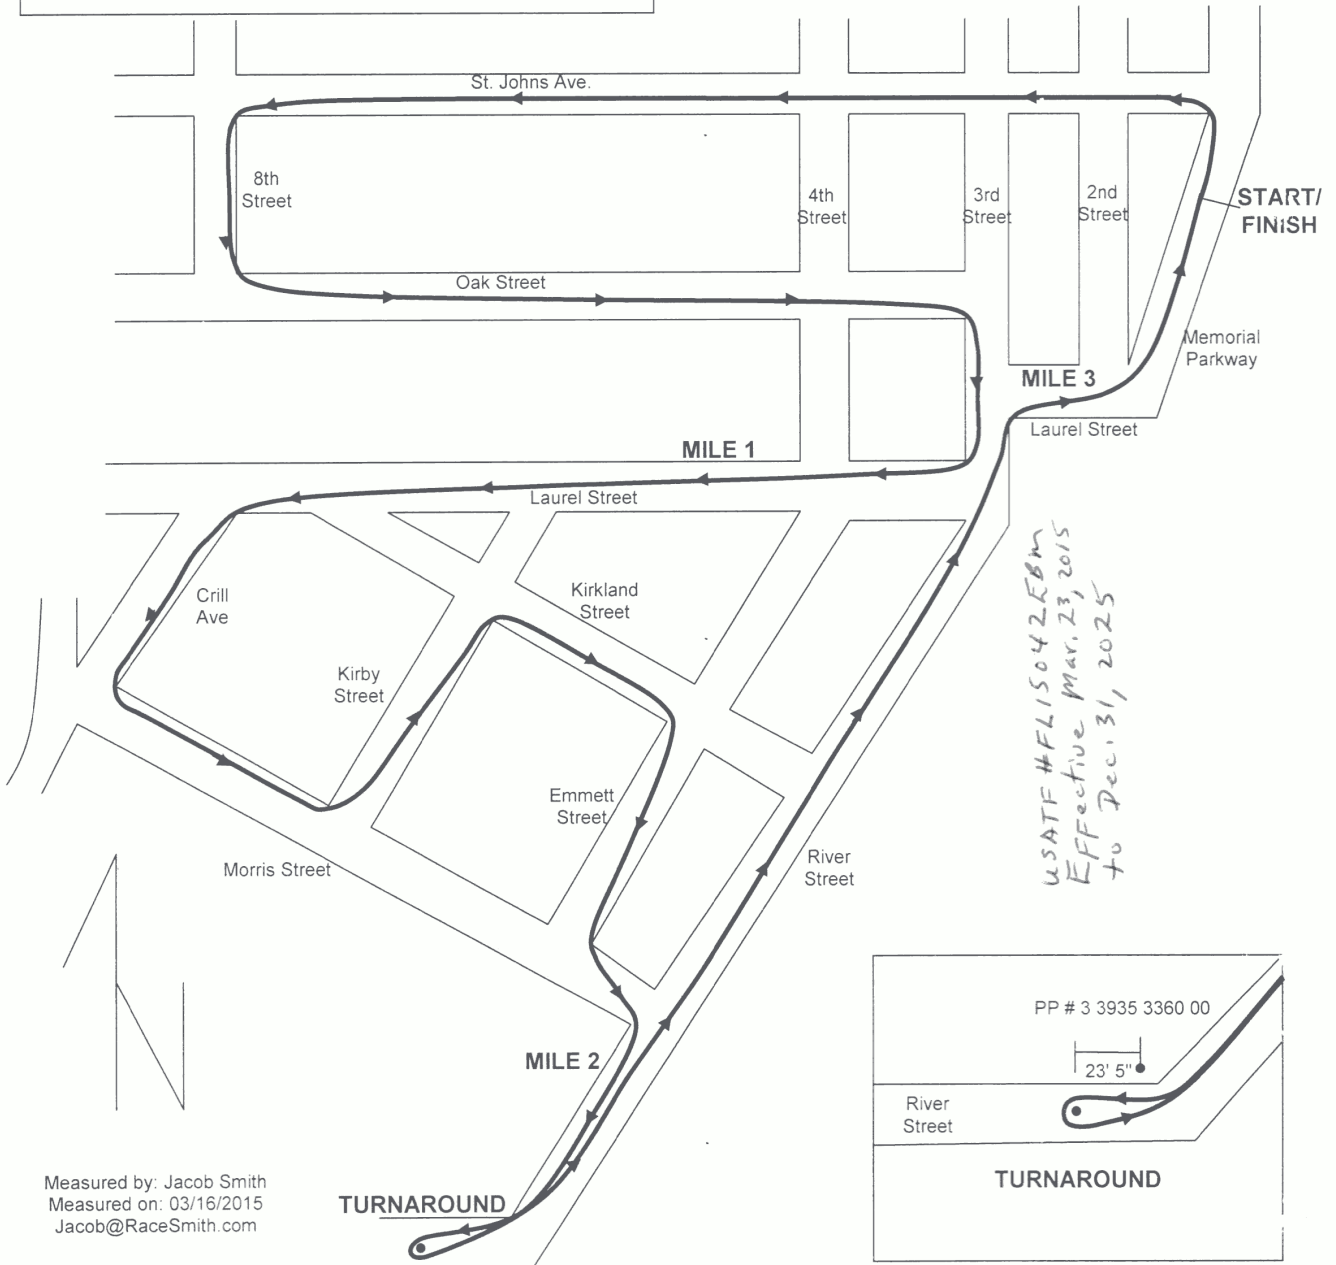 St. Johns Ave.
8th
Street
4th
Street
3rd
Street
2nd
Street
START/
FINISH
Oak Street
Memorial
Parkway
MILE 3
Laurel Street
MILE 1
Laurel Street
Crill
Ave
Kirkland
Street
Kirby
Street
USATF #FL15042EBM
EFFective Mar. 23, 2015
to Dec. 31, 2025
Emmett
Street
Morris Street
River
Street
PP # 3 3935 3360 00
23' 5"
River
Street
TURNAROUND
MILE 2
TURNAROUND
Measured by: Jacob Smith
Measured on: 03/16/2015
Jacob@RaceSmith.com